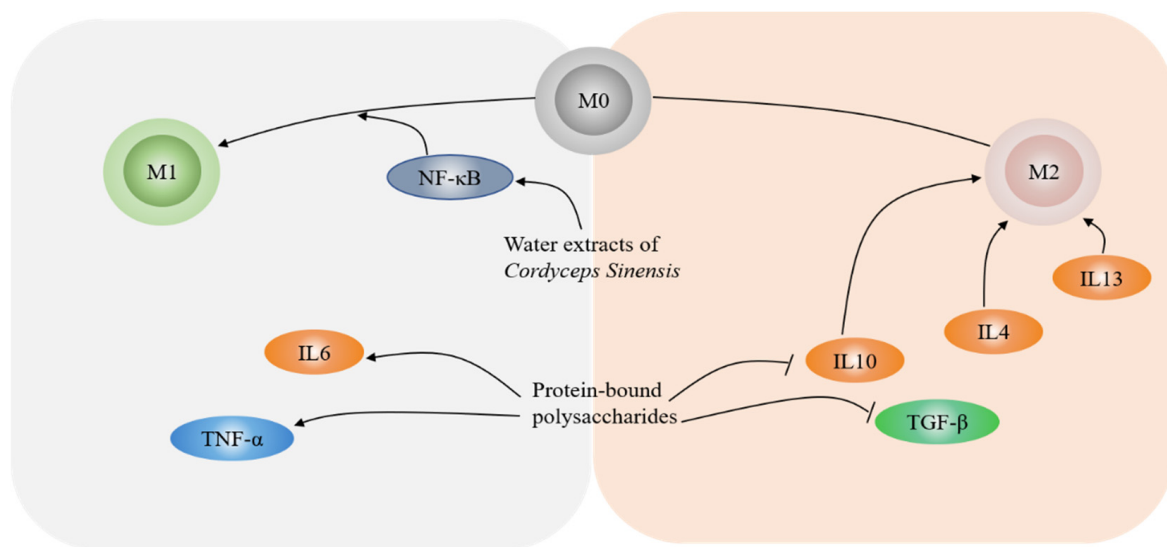 M0
M1
M2
NF-κB
Water extracts of
Cordyceps Sinensis
IL13
IL4
IL6
IL10
Protein-bound
polysaccharides
TNF-α
TGF-β